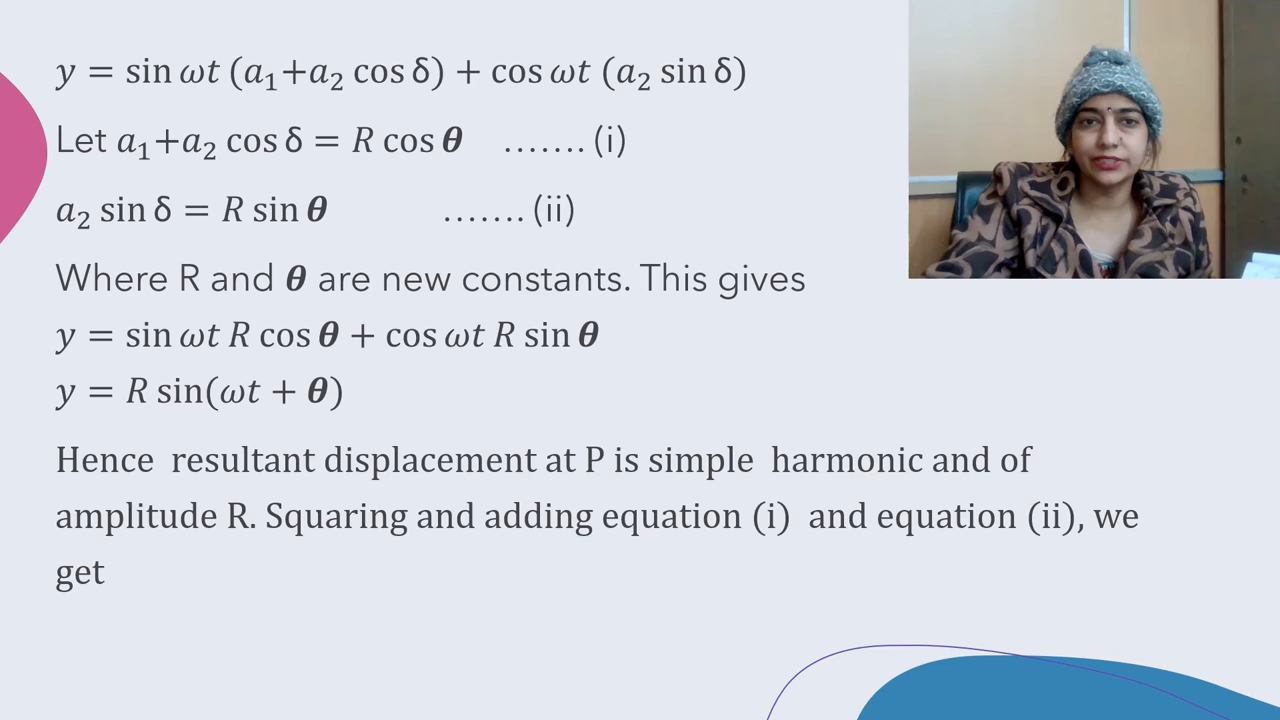 y = sin ωt (a₁+a₂ cos δ) + cos ωt (a₂ sin δ)
Let a₁+a₂ cos δ = R cos θ ....... (i)
a₂ sin δ = R sin θ ....... (ii)
Where R and θ are new constants. This gives
y = sin ωt R cos θ + cos ωt R sin θ
y = R sin(ωt + θ)
Hence resultant displacement at P is simple harmonic and of
amplitude R. Squaring and adding equation (i) and equation (ii), we
get